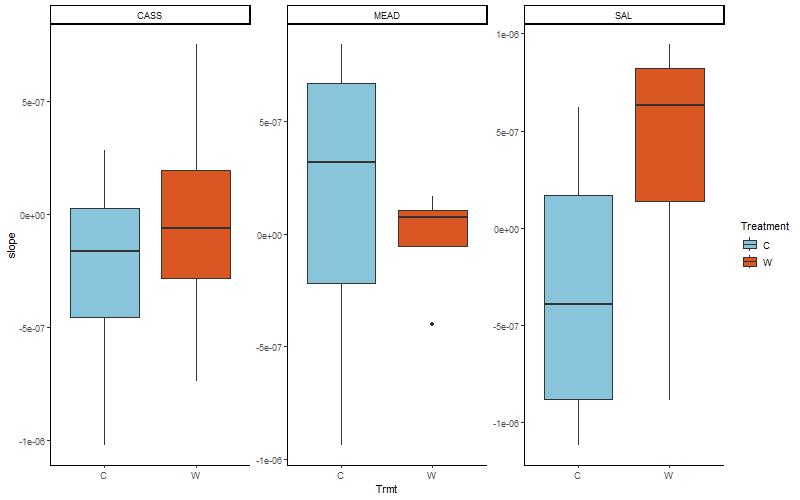 CASS
MEAD
SAL
slope
5e-07
0e+00
-5e-07
-1e-06
5e-07
0e+00
-5e-07
-1e-06
1e-06
5e-07
0e+00
-5e-07
-1e-06
C
W
C
W
C
W
Trmt
Treatment
C
W